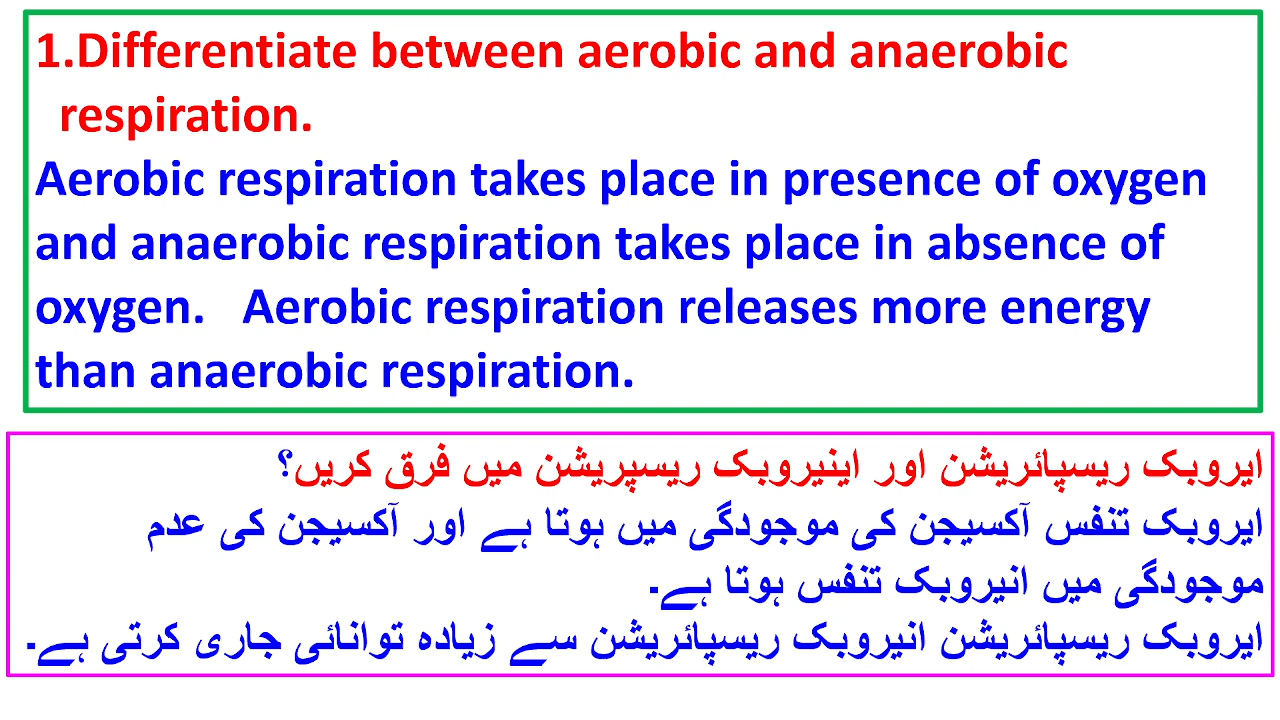 1.Differentiate between aerobic and anaerobic
respiration.
Aerobic respiration takes place in presence of oxygen
and anaerobic respiration takes place in absence of
oxygen. Aerobic respiration releases more energy
than anaerobic respiration.
ایروبک ریسپائریشن اور اینیروبک ریسپریشن میں فرق کریں؟
ایروبک تنفس آکسیجن کی موجودگی میں ہوتا ہے اور آکسیجن کی عدم
موجودگی میں انیروبک تنفس ہوتا ہے۔
ایروبک ریسپائریشن انیروبک ریسپائریشن سے زیادہ توانائی جاری کرتی ہے۔